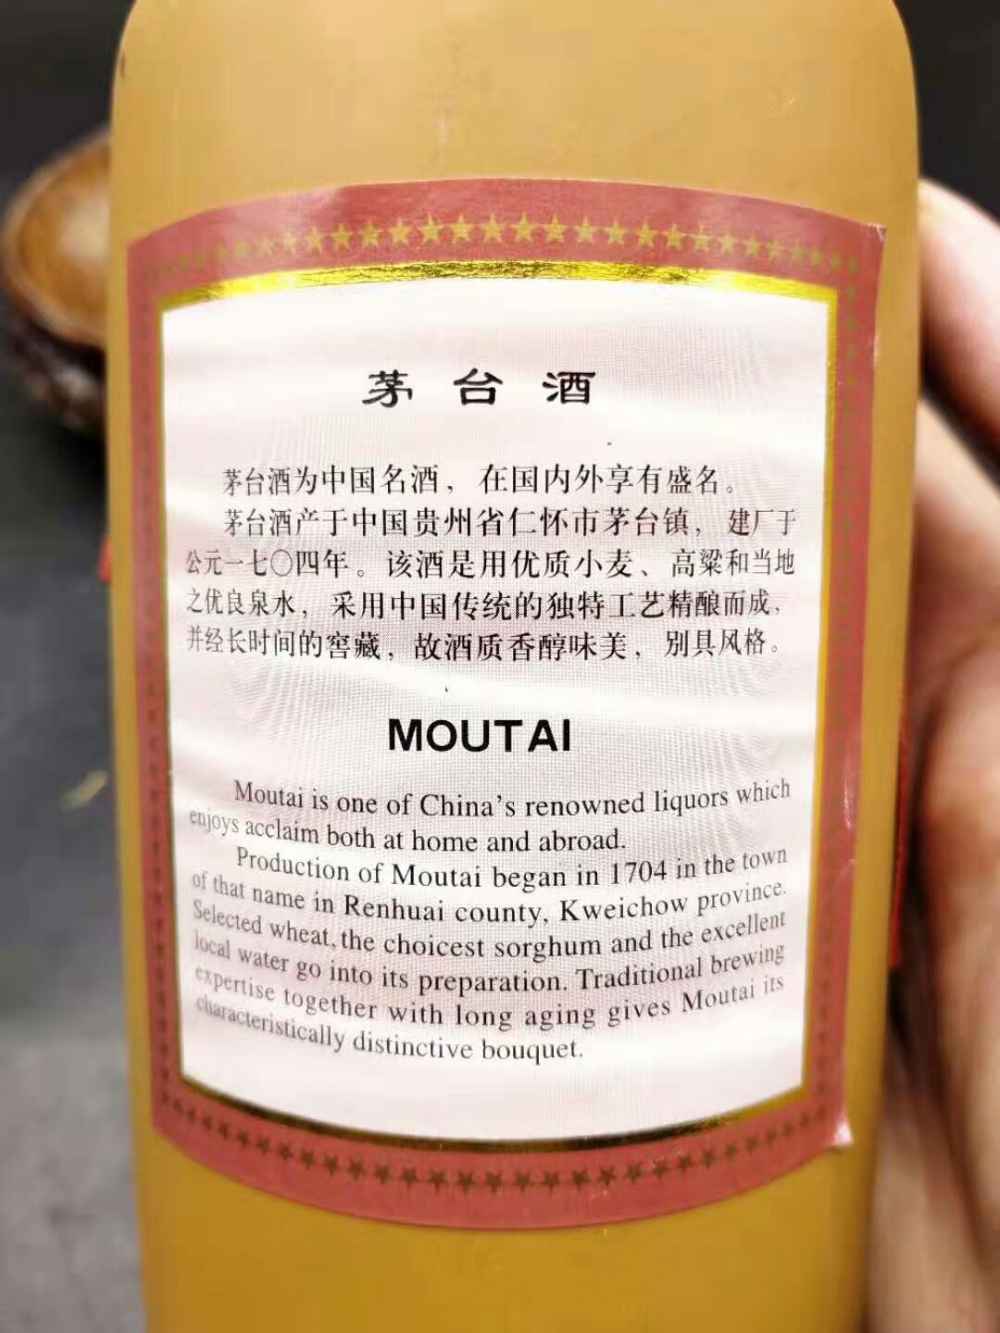 茅台酒
茅台酒为中国名酒，在国内外享有盛名。
茅台酒产于中国贵州省仁怀市茅台镇，建厂于
公元一七〇四年。该酒是用优质小麦、高粱和当地
之优良泉水，采用中国传统的独特工艺精酿而成，
并经长时间的窖藏，故酒质香醇味美，别具风格。
MOUTAI
Moutai is one of China's renowned liquors which
enjoys acclaim both at home and abroad.
Production of Moutai began in 1704 in the town
of that name in Renhuai county, Kweichow province.
Selected wheat, the choicest sorghum and the excellent
local water go into its preparation. Traditional brewing
expertise together with long aging gives Moutai its
characteristically distinctive bouquet.